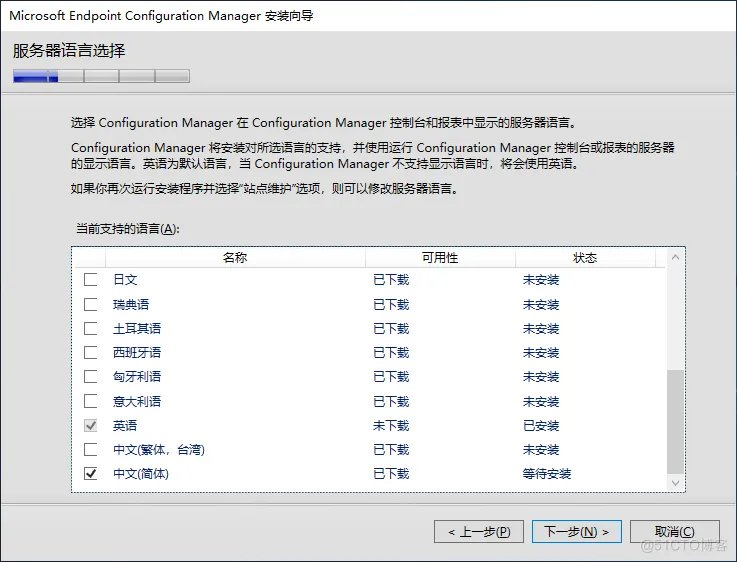 Microsoft Endpoint Configuration Manager 安装向导
服务器语言选择
选择 Configuration Manager 在 Configuration Manager 控制台和报表中显示的服务器语言。
Configuration Manager 将安装对所选语言的支持，并使用运行 Configuration Manager 控制台或报表的服务器
的显示语言。英语为默认语言，当 Configuration Manager 不支持显示语言时，将会使用英语。
如果你再次运行安装程序并选择“站点维护”选项，则可以修改服务器语言。
当前支持的语言(A):
名称 可用性 状态
日文 已下载 未安装
瑞典语 已下载 未安装
土耳其语 已下载 未安装
西班牙语 已下载 未安装
匈牙利语 已下载 未安装
意大利语 已下载 未安装
英语 未下载 已安装
中文(繁体，台湾) 已下载 未安装
中文(简体) 已下载 等待安装
< 上一步(P) 下一步(N) > 取消(C)
@51CTO博客